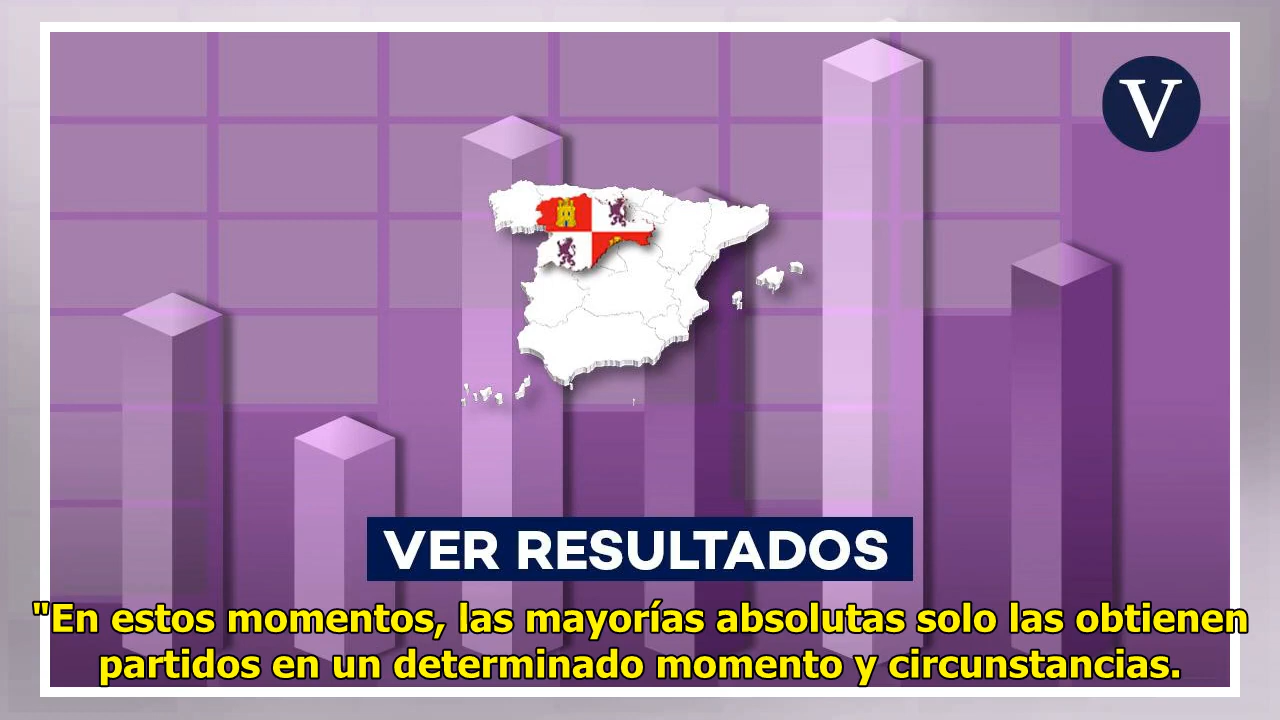 V
VER RESULTADOS
"En estos momentos, las mayorías absolutas solo las obtienen
partidos en un determinado momento y circunstancias.